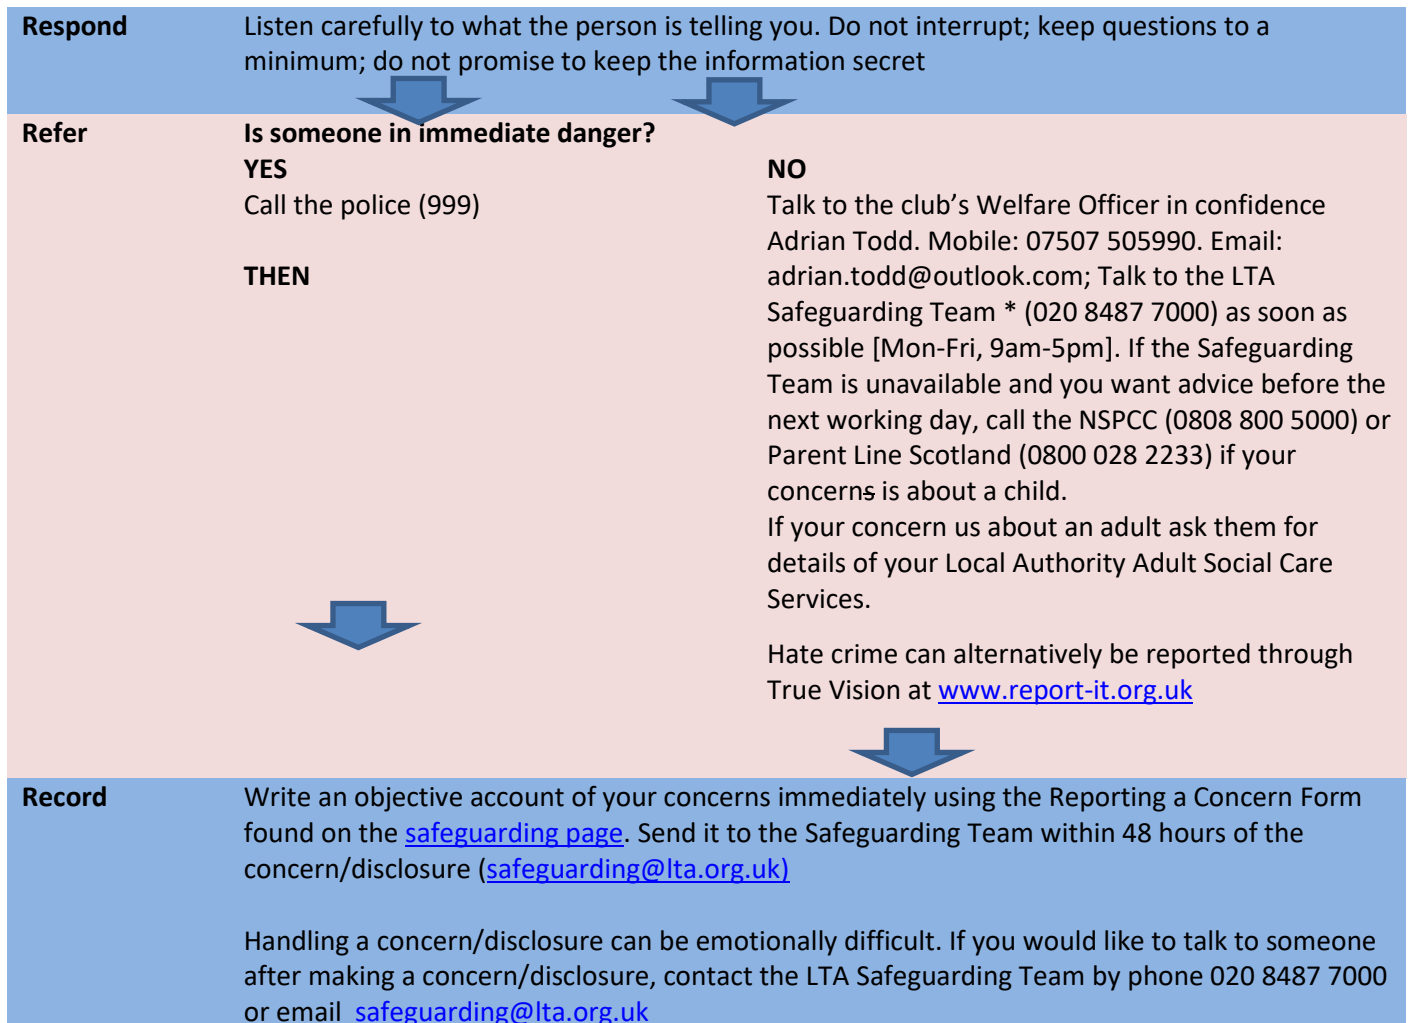 Respond
Listen carefully to what the person is telling you. Do not interrupt; keep questions to a
minimum; do not promise to keep the information secret
Refer
Is someone in immediate danger?
YES
Call the police (999)
THEN
NO
Talk to the club’s Welfare Officer in confidence
Adrian Todd. Mobile: 07507 505990. Email:
adrian.todd@outlook.com; Talk to the LTA
Safeguarding Team * (020 8487 7000) as soon as
possible [Mon-Fri, 9am-5pm]. If the Safeguarding
Team is unavailable and you want advice before the
next working day, call the NSPCC (0808 800 5000) or
Parent Line Scotland (0800 028 2233) if your
concerns is about a child.
If your concern us about an adult ask them for
details of your Local Authority Adult Social Care
Services.
Hate crime can alternatively be reported through
True Vision at www.report-it.org.uk
Record
Write an objective account of your concerns immediately using the Reporting a Concern Form
found on the safeguarding page. Send it to the Safeguarding Team within 48 hours of the
concern/disclosure (safeguarding@lta.org.uk)
Handling a concern/disclosure can be emotionally difficult. If you would like to talk to someone
after making a concern/disclosure, contact the LTA Safeguarding Team by phone 020 8487 7000
or email safeguarding@lta.org.uk